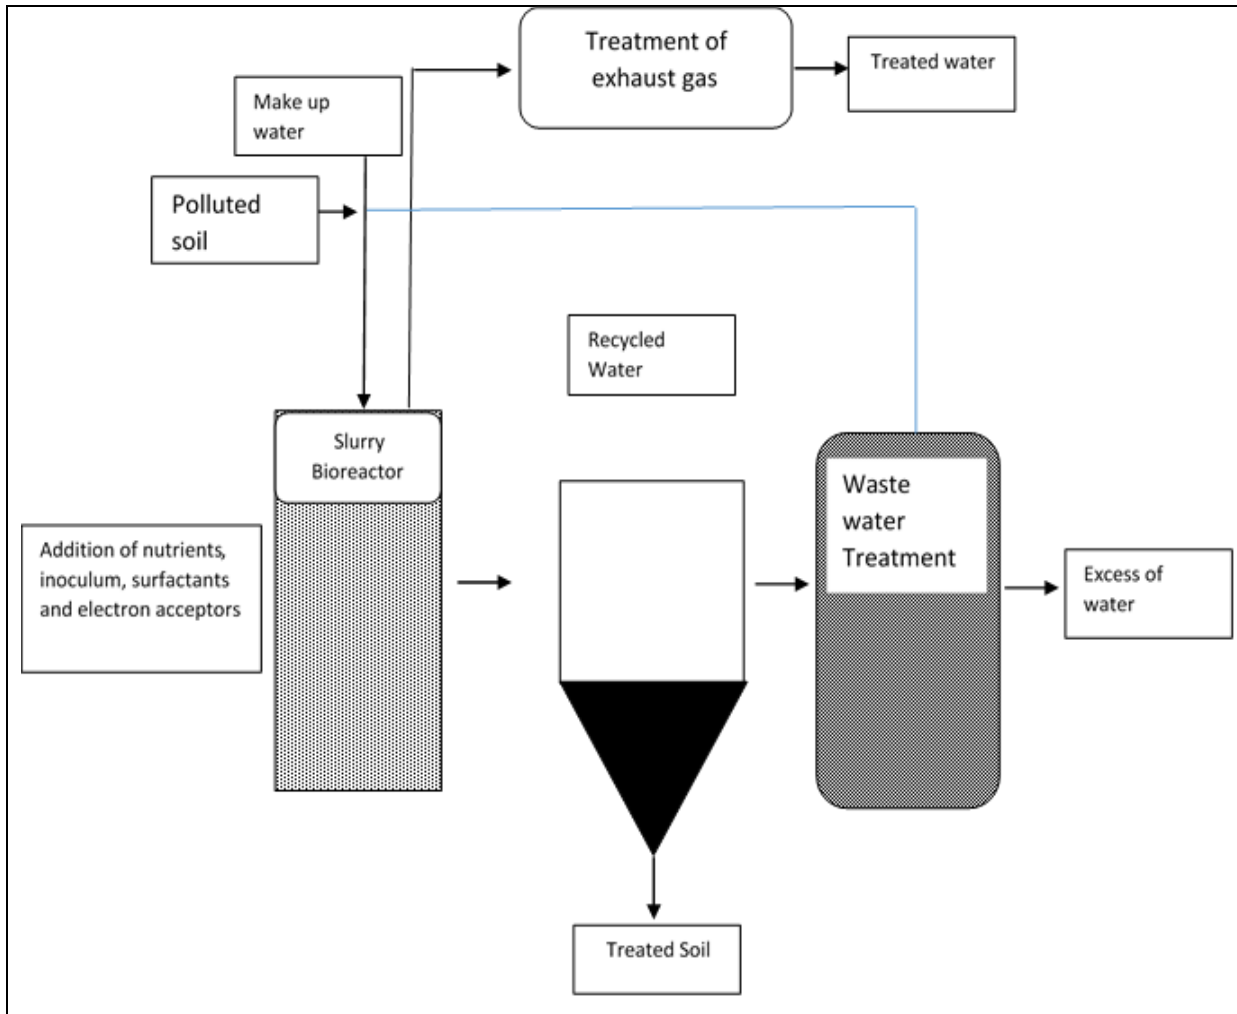 Treatment of
exhaust gas
Treated water
Make up
water
Polluted
soil
Recycled
Water
Slurry
Bioreactor
Waste
water
Treatment
Addition of nutrients,
inoculum, surfactants
and electron acceptors
Excess of
water
Treated Soil